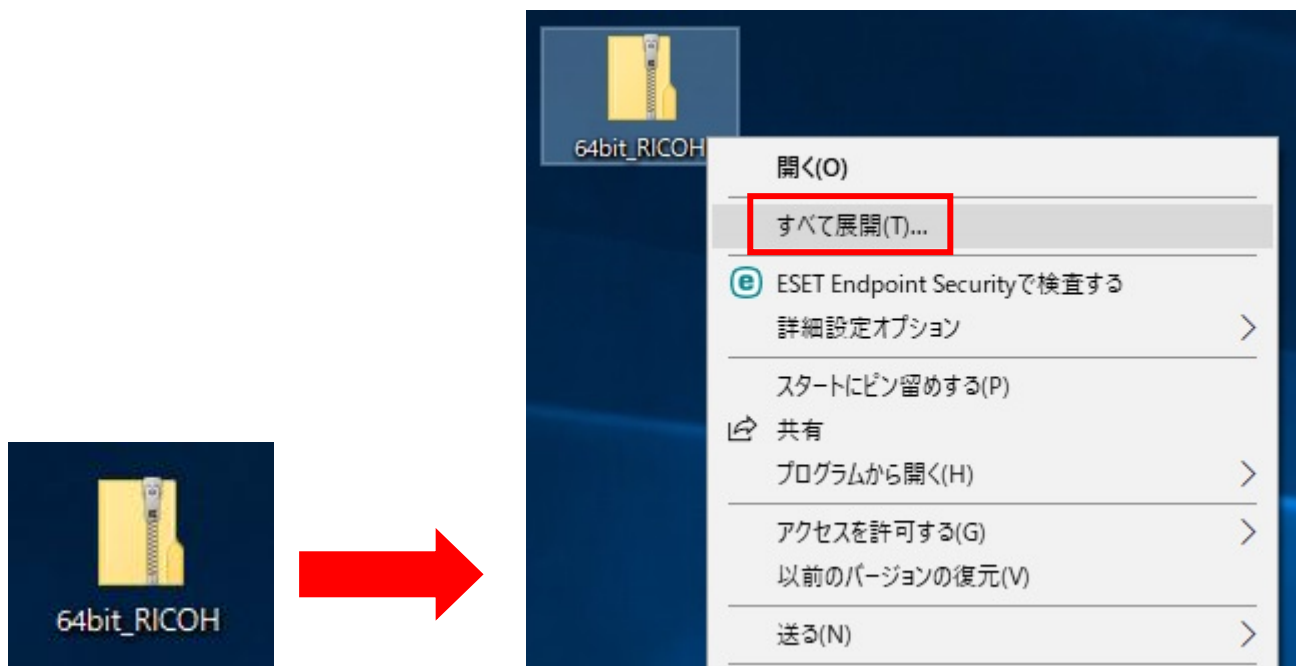 64bit_RICOH
64bit_RICOH
開く(O)
すべて展開(T)...
ESET Endpoint Securityで検査する
詳細設定オプション
スタートにピン留めする(P)
共有
プログラムから開く(H)
アクセスを許可する(G)
以前のバージョンの復元(V)
送る(N)